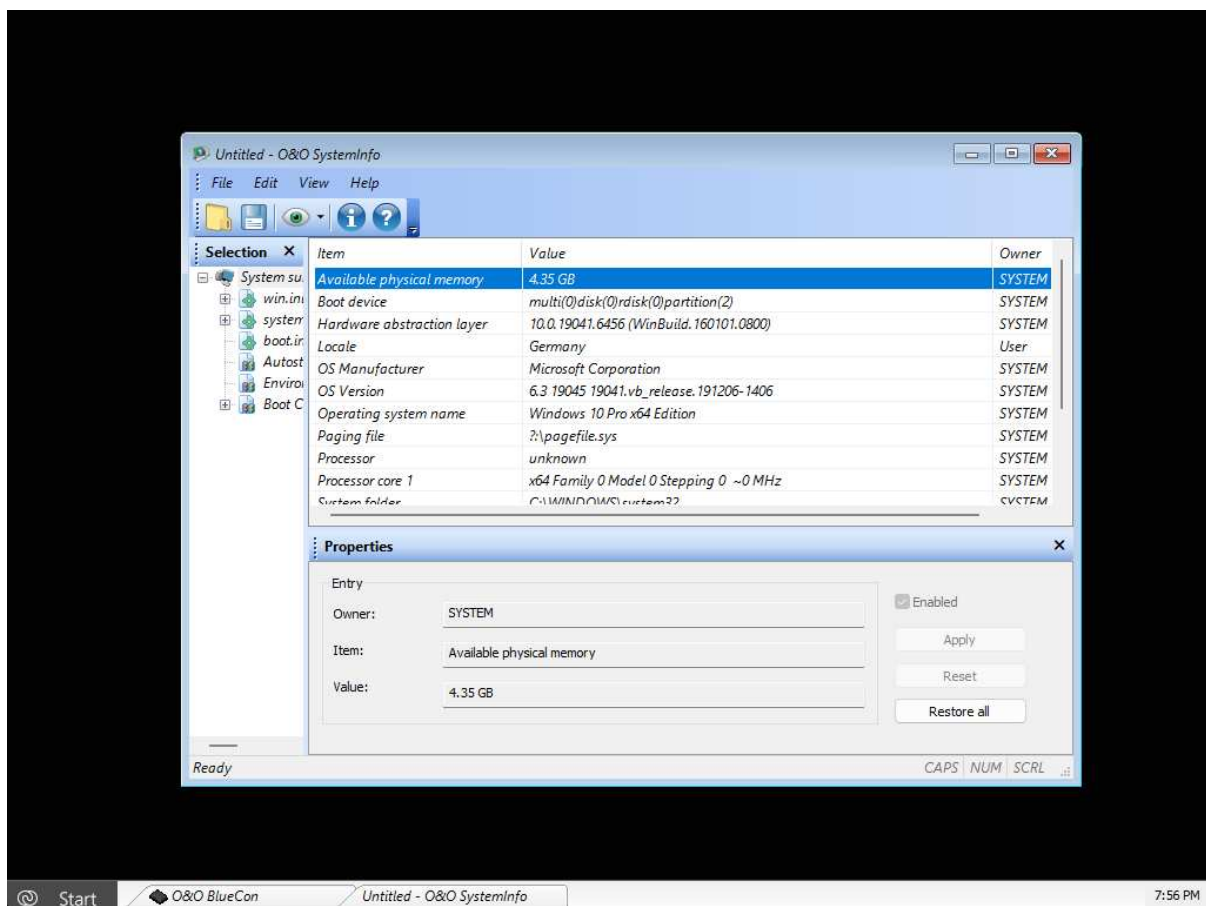 Untitled - O&O SystemInfo
File Edit View Help
Selection X
System su
win.ini
system
boot.in
Autost
Enviro
Boot C
Item Value Owner
Available physical memory 4.35 GB SYSTEM
Boot device multi(0)disk(0)rdisk(0)partition(2) SYSTEM
Hardware abstraction layer 10.0.19041.6456 (WinBuild.160101.0800) SYSTEM
Locale Germany User
OS Manufacturer Microsoft Corporation SYSTEM
OS Version 6.3 19045 19041.vb_release.191206-1406 SYSTEM
Operating system name Windows 10 Pro x64 Edition SYSTEM
Paging file ?:\pagefile.sys SYSTEM
Processor unknown SYSTEM
Processor core 1 x64 Family 0 Model 0 Stepping 0 ~0 MHz SYSTEM
System folder C:\WINDOWS\system32 SYSTEM
Properties
Entry
Owner: SYSTEM
Item: Available physical memory
Value: 4.35 GB
Enabled
Apply
Reset
Restore all
Ready CAPS NUM SCRL
Start O&O BlueCon Untitled - O&O SystemInfo 7:56 PM